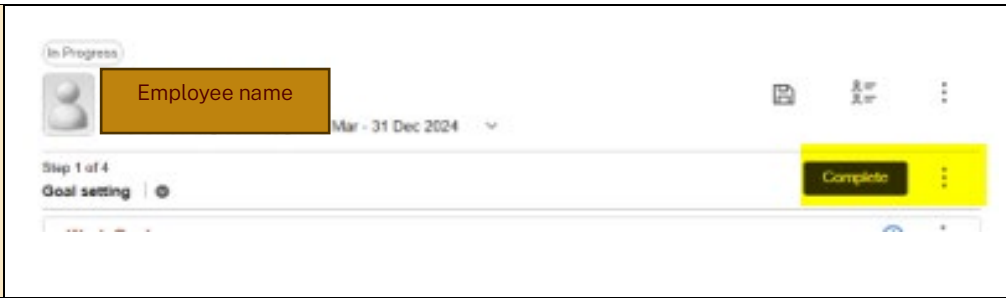 In Progress
Employee name
Mar - 31 Dec 2024
Step 1 of 4
Goal setting
Complete